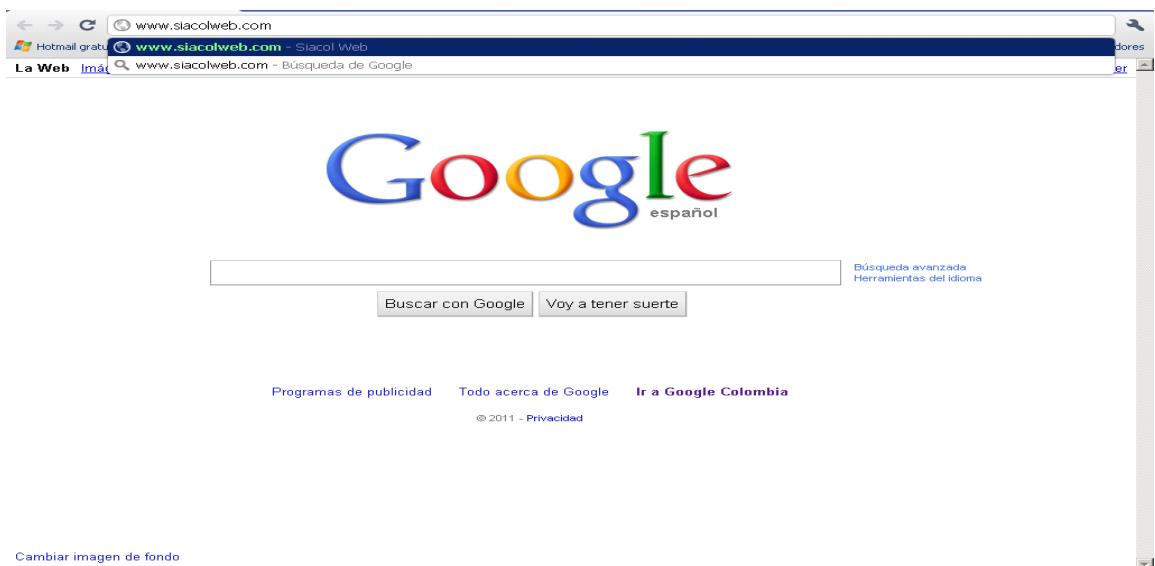 www.siacolweb.com
Hotmail gratu
dores
www.siacolweb.com - Siacol Web
La Web Imág er
www.siacolweb.com - Búsqueda de Google
Google
español
Búsqueda avanzada
Herramientas del idioma
Buscar con Google Voy a tener suerte
Programas de publicidad Todo acerca de Google Ir a Google Colombia
© 2011 - Privacidad
Cambiar imagen de fondo